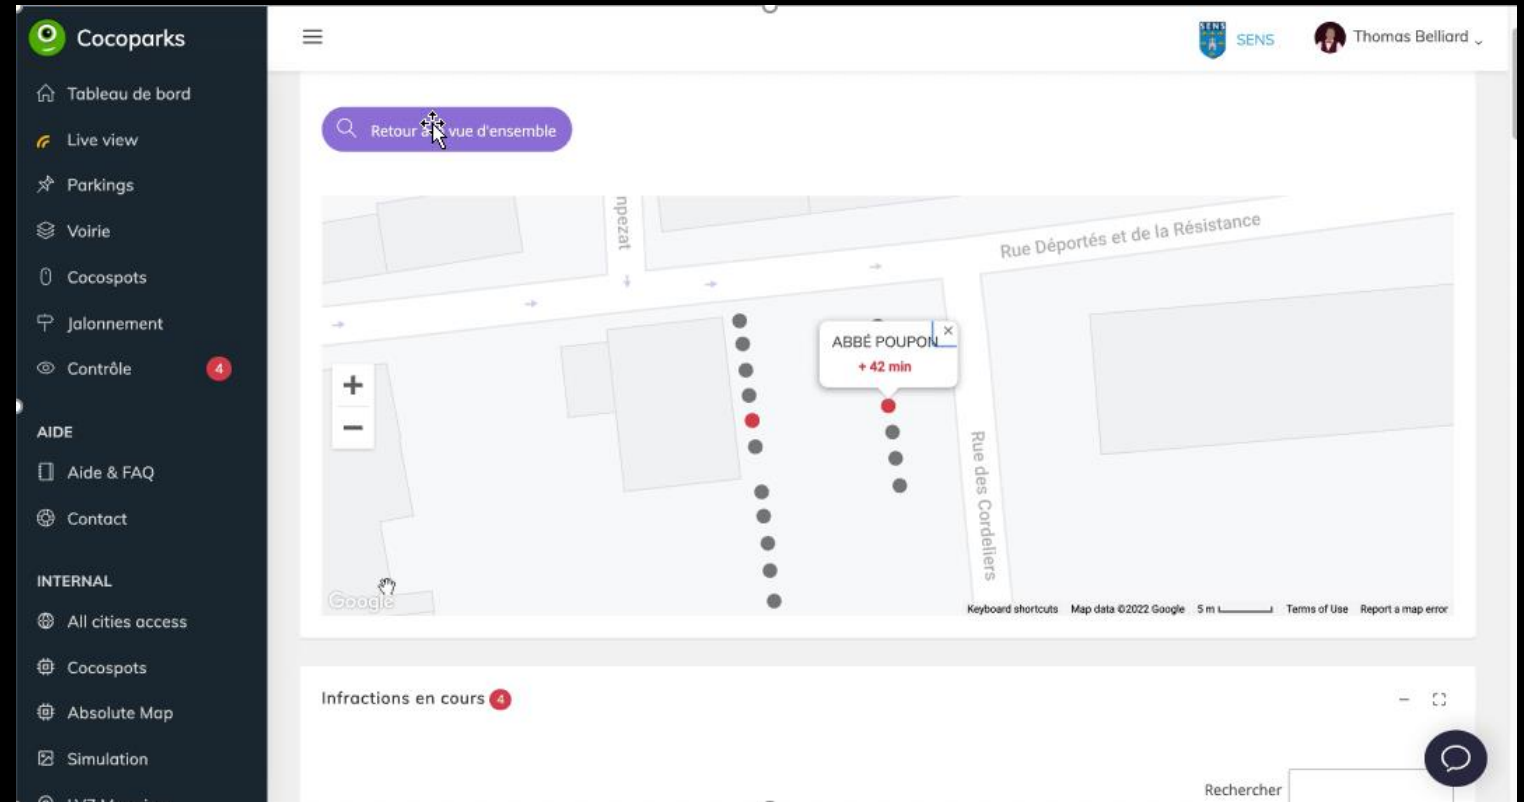 Cocoparks
SENS
SENS
Thomas Belliard
Tableau de bord
Live view
Parkings
Voirie
Cocospots
Jalonnement
Contrôle 4
AIDE
Aide & FAQ
Contact
INTERNAL
All cities access
Cocospots
Absolute Map
Simulation
Retour vue d'ensemble
npezat
Rue Déportés et de la Résistance
ABBÉ POUPON
+ 42 min
Rue des Cordeliers
+
−
Google
Keyboard shortcuts Map data ©2022 Google 5 m Terms of Use Report a map error
Infractions en cours 4
Rechercher